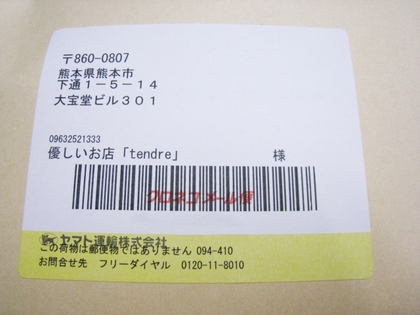 〒860-0807
熊本県熊本市
下通1-5-14
大宝堂ビル301
09632521333
優しいお店「tendre」 様
クロネコメール便
ヤマト運輸株式会社
この荷物は郵便物ではありません 094-410
お問合せ先 フリーダイヤル 0120-11-8010